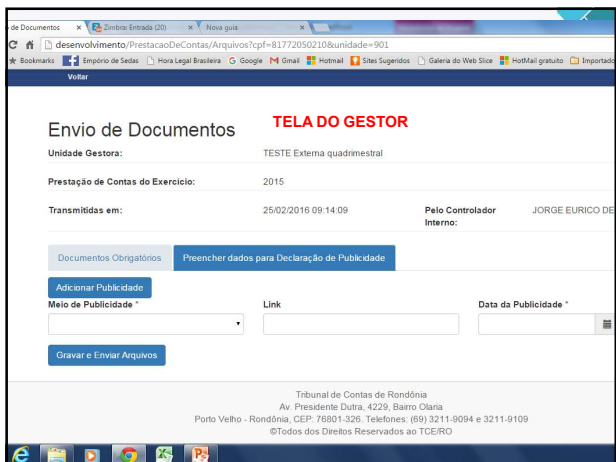 de Documentos Zimbra: Entrada (20) Nova guia
desenvolvimento/PrestacaoDeContas/Arquivos?cpf=81772050210&unidade=901
Bookmarks Empório de Sedas Hora Legal Brasileira Google Gmail Hotmail Sites Sugeridos Galeria do Web Slice HotMail gratuito Importado
Voltar
Envio de Documentos TELA DO GESTOR
Unidade Gestora: TESTE Externa quadrimestral
Prestação de Contas do Exercício: 2015
Transmitidas em: 25/02/2016 09:14:09 Pelo Controlador Interno: JORGE EURICO DE
Documentos Obrigatórios Preencher dados para Declaração de Publicidade
Adicionar Publicidade
Meio de Publicidade * Link Data da Publicidade *
Gravar e Enviar Arquivos
Tribunal de Contas de Rondônia
Av. Presidente Dutra, 4229, Bairro Olaria
Porto Velho - Rondônia, CEP: 76801-326. Telefones: (69) 3211-9094 e 3211-9109
©Todos dos Direitos Reservados ao TCE/RO